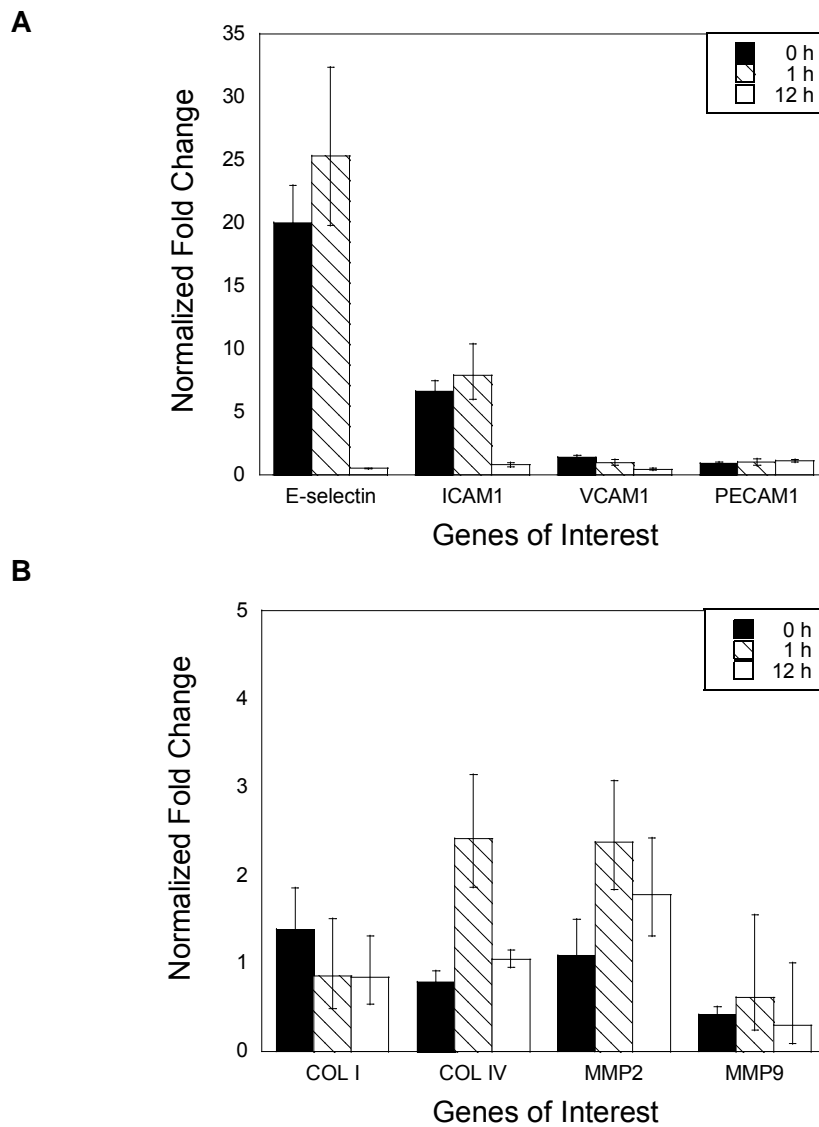 A
35
30
25
20
15
10
5
0
Normalized Fold Change
0 h
1 h
12 h
E-selectin ICAM1 VCAM1 PECAM1
Genes of Interest
B
5
4
3
2
1
0
Normalized Fold Change
0 h
1 h
12 h
COL I COL IV MMP2 MMP9
Genes of Interest